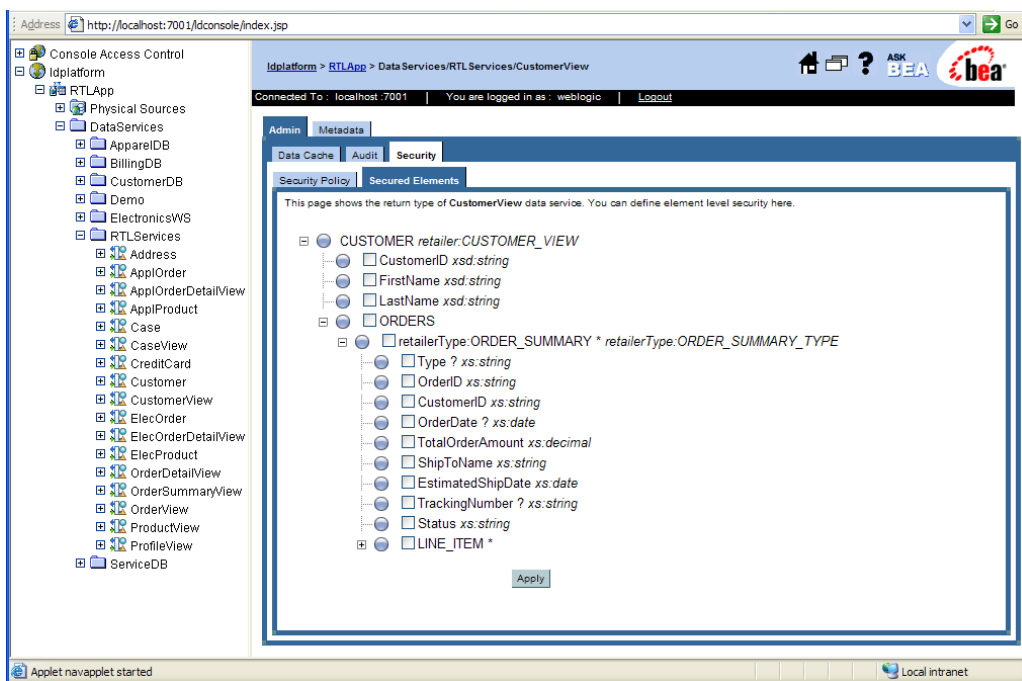 Address http://localhost:7001/ldconsole/index.jsp Go
Console Access Control
ldplatform
RTLApp
Physical Sources
DataServices
ApparelDB
BillingDB
CustomerDB
Demo
ElectronicsWS
RTLServices
Address
ApplOrder
ApplOrderDetailView
ApplProduct
Case
CaseView
CreditCard
Customer
CustomerView
ElecOrder
ElecOrderDetailView
ElecProduct
OrderDetailView
OrderSummaryView
OrderView
ProductView
ProfileView
ServiceDB
ldplatform > RTLApp > DataServices/RTLServices/CustomerView
? ASK BEA bea
Connected To : localhost :7001 | You are logged in as : weblogic | Logout
Admin Metadata
Data Cache Audit Security
Security Policy Secured Elements
This page shows the return type of CustomerView data service. You can define element level security here.
CUSTOMER retailer:CUSTOMER_VIEW
CustomerID xsd:string
FirstName xsd:string
LastName xsd:string
ORDERS
retailerType:ORDER_SUMMARY * retailerType:ORDER_SUMMARY_TYPE
Type ? xs:string
OrderID xs:string
CustomerID xs:string
OrderDate ? xs:date
TotalOrderAmount xs:decimal
ShipToName xs:string
EstimatedShipDate xs:date
TrackingNumber ? xs:string
Status xs:string
LINE_ITEM *
Apply
Applet navapplet started
Local intranet